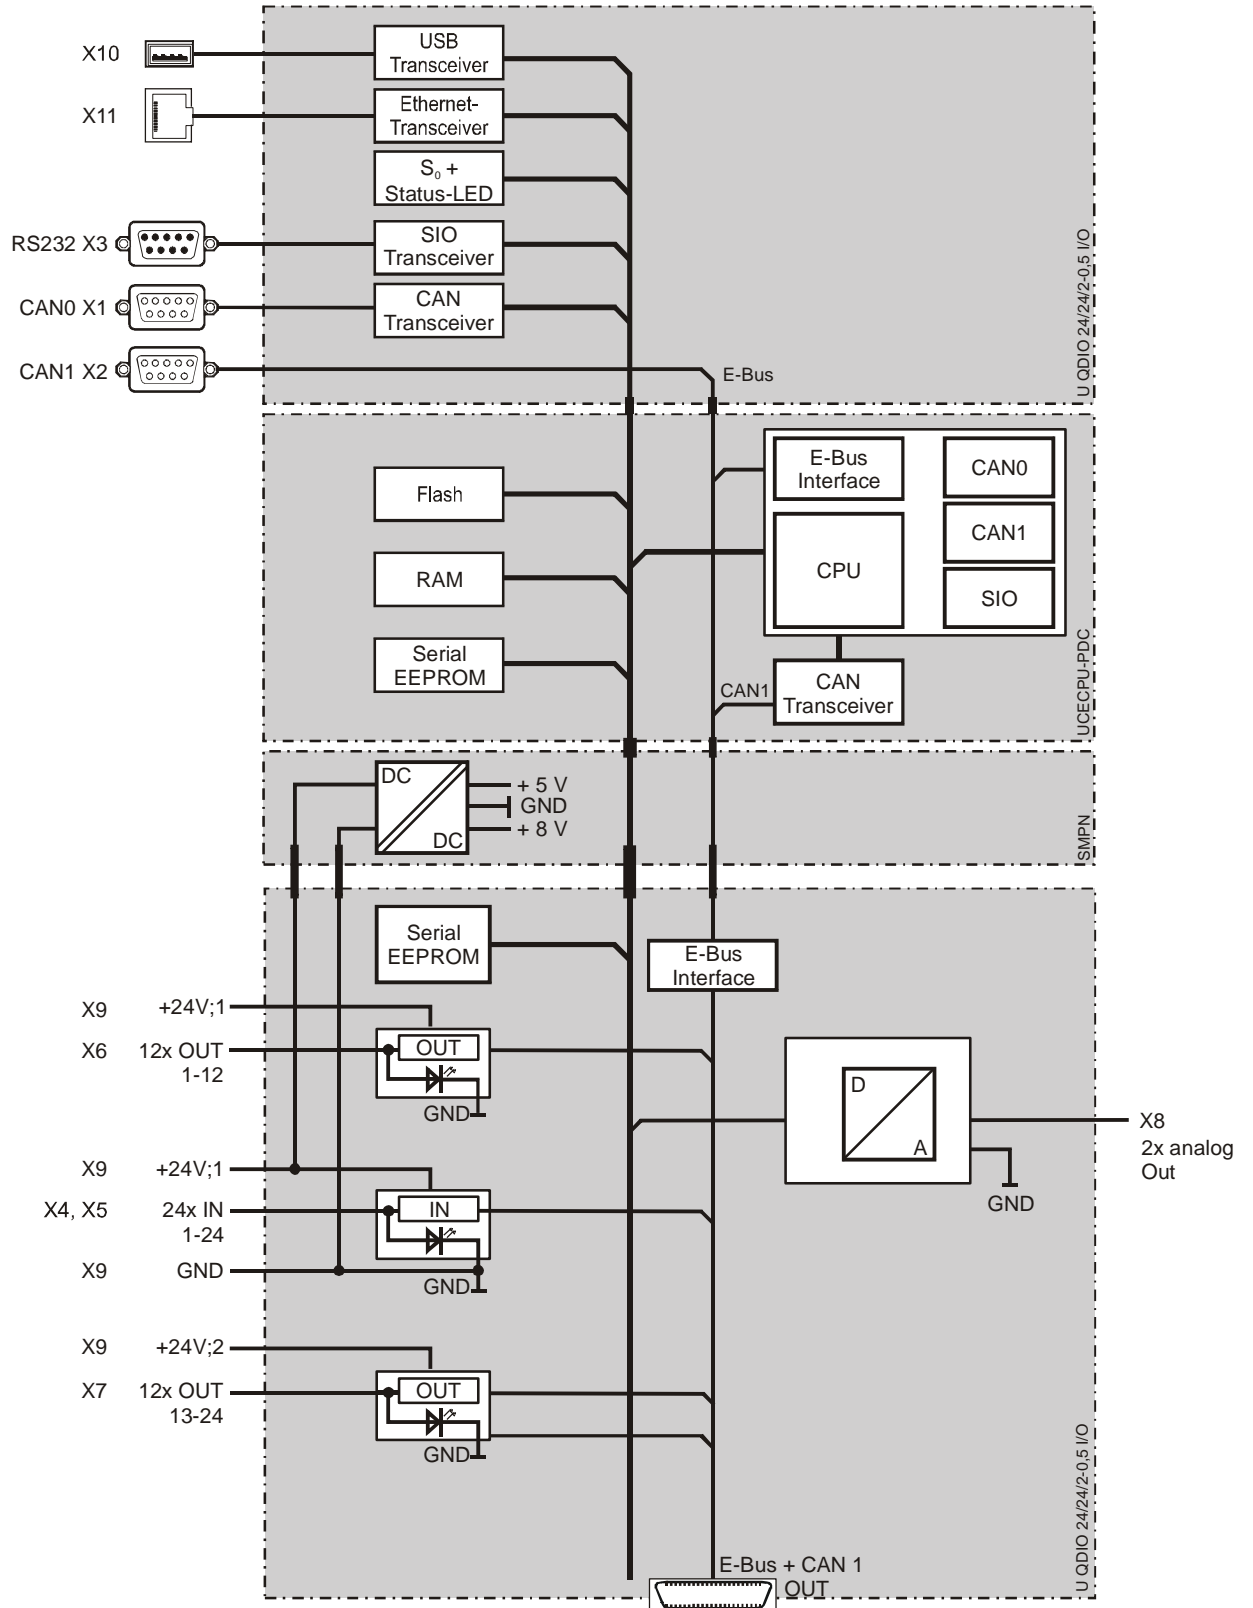 X10
USB
Transceiver
X11
Ethernet-
Transceiver
S₀ +
Status-LED
RS232 X3
SIO
Transceiver
CAN0 X1
CAN
Transceiver
CAN1 X2
E-Bus
U QDIO 24/24/2-0,5 I/O
Flash
RAM
Serial
EEPROM
E-Bus
Interface
CPU
CAN0
CAN1
SIO
CAN1
CAN
Transceiver
UCECPU-PDC
DC
DC
+ 5 V
GND
+ 8 V
SMPN
Serial
EEPROM
E-Bus
Interface
X9 +24V;1
X6 12x OUT
1-12
OUT
GND
X9 +24V;1
X4, X5 24x IN
1-24
IN
X9 GND
GND
X9 +24V;2
X7 12x OUT
13-24
OUT
GND
D
A
GND
X8
2x analog
Out
U QDIO 24/24/2-0,5 I/O
E-Bus + CAN 1
OUT